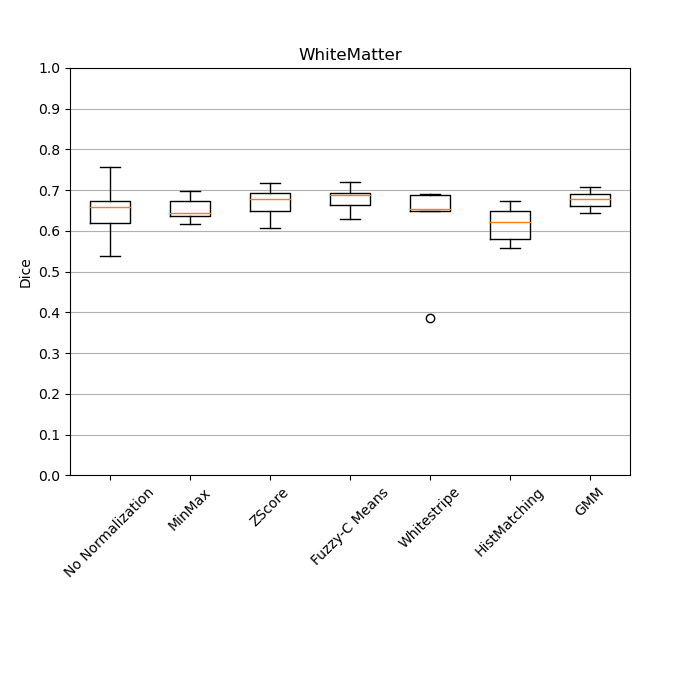 WhiteMatter
1.0
0.9
0.8
0.7
0.6
0.5
0.4
0.3
0.2
0.1
0.0
Dice
No Normalization
MinMax
ZScore
Fuzzy-C Means
Whitestripe
HistMatching
GMM